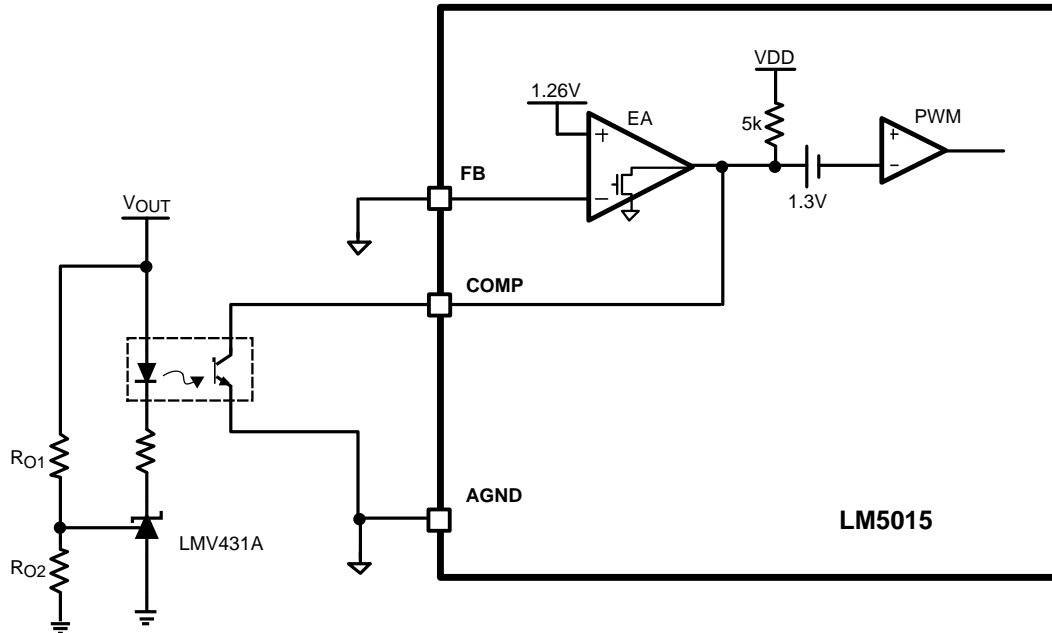 VDD
1.26V
EA
5k
PWM
+
−
+
−
FB
1.3V
VOUT
COMP
RO1
AGND
LM5015
LMV431A
RO2